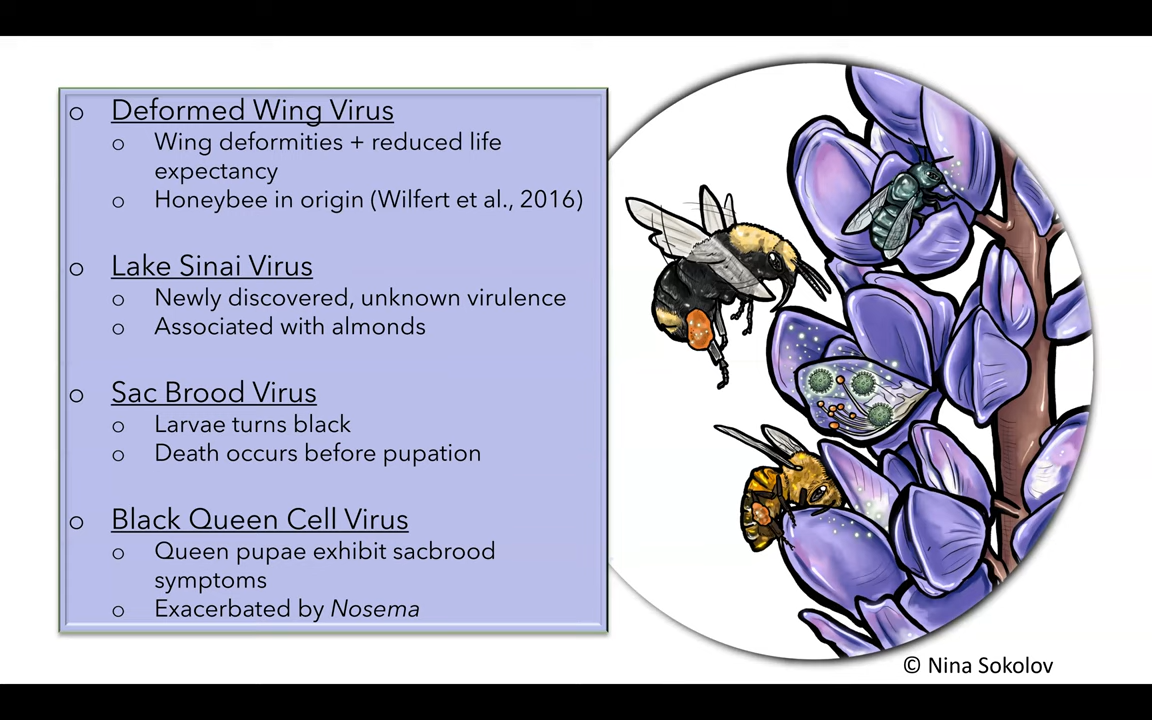 o Deformed Wing Virus
o Wing deformities + reduced life
expectancy
o Honeybee in origin (Wilfert et al., 2016)
o Lake Sinai Virus
o Newly discovered, unknown virulence
o Associated with almonds
o Sac Brood Virus
o Larvae turns black
o Death occurs before pupation
o Black Queen Cell Virus
o Queen pupae exhibit sacbrood
symptoms
o Exacerbated by Nosema
© Nina Sokolov